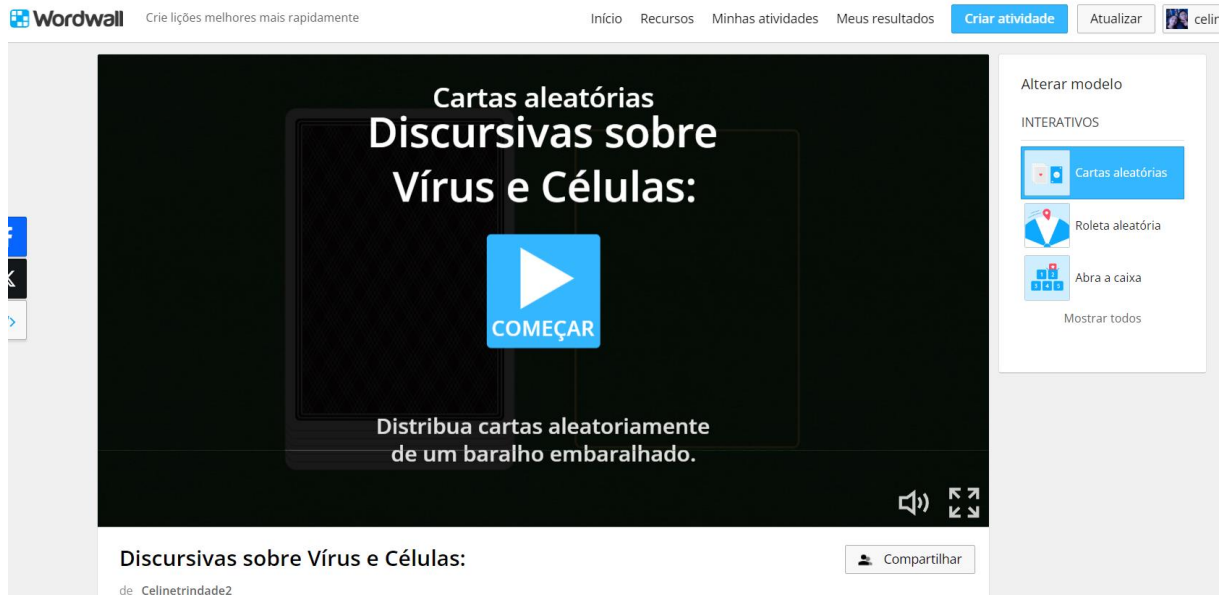 Wordwall
Crie lições melhores mais rapidamente
Início
Recursos
Minhas atividades
Meus resultados
Criar atividade
Atualizar
Cartas aleatórias
Discursivas sobre
Vírus e Células:
COMEÇAR
Distribua cartas aleatoriamente
de um baralho embaralhado.
Alterar modelo
INTERATIVOS
Cartas aleatórias
Roleta aleatória
Abra a caixa
Mostrar todos
Discursivas sobre Vírus e Células:
Compartilhar
de Celinetrindade2